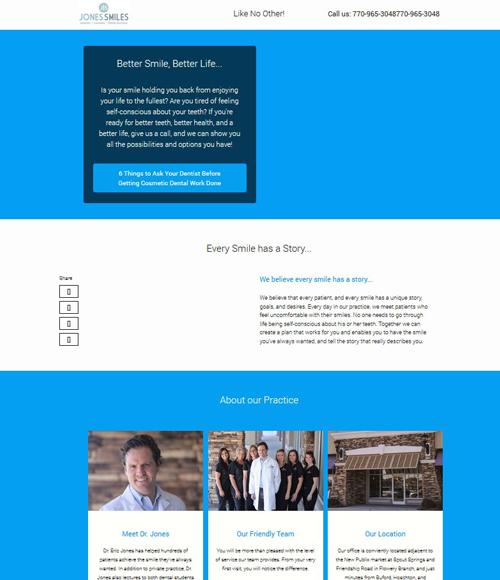 JONES SMILES
Like No Other!
Call us: 770-965-3048770-965-3048
Better Smile, Better Life...
Is your smile holding you back from enjoying
your life to the fullest? Are you tired of feeling
self-conscious about your teeth? If you're
ready for better teeth, better health, and a
better life, give us a call, and we can show you
all the possibilities and options you have!
6 Things to Ask Your Dentist Before
Getting Cosmetic Dental Work Done
Every Smile has a Story...
Share
We believe every smile has a story...
We believe that every patient, and every smile has a unique story,
goals, and desires. Every day in our practice, we meet patients who
feel uncomfortable with their smiles. No one needs to go through
life being self-conscious about his or her teeth. Together we can
create a plan that works for you and enables you to have the smile
you've always wanted, and tell the story that really describes you.
About our Practice
Meet Dr. Jones
Dr. Eric Jones has helped hundreds of
patients achieve the smile they've always
wanted. In addition to private practice, Dr.
Jones also lectures to both dental students
Our Friendly Team
You will be more than pleased with the level
of service our team provides. From your very
first visit, you will notice the difference.
Our Location
Our office is conviently located adjacent to
the New Public market at Spout Springs and
Friendship Road in Flowery Branch, and just
minutes from Buford, Hoschton, and